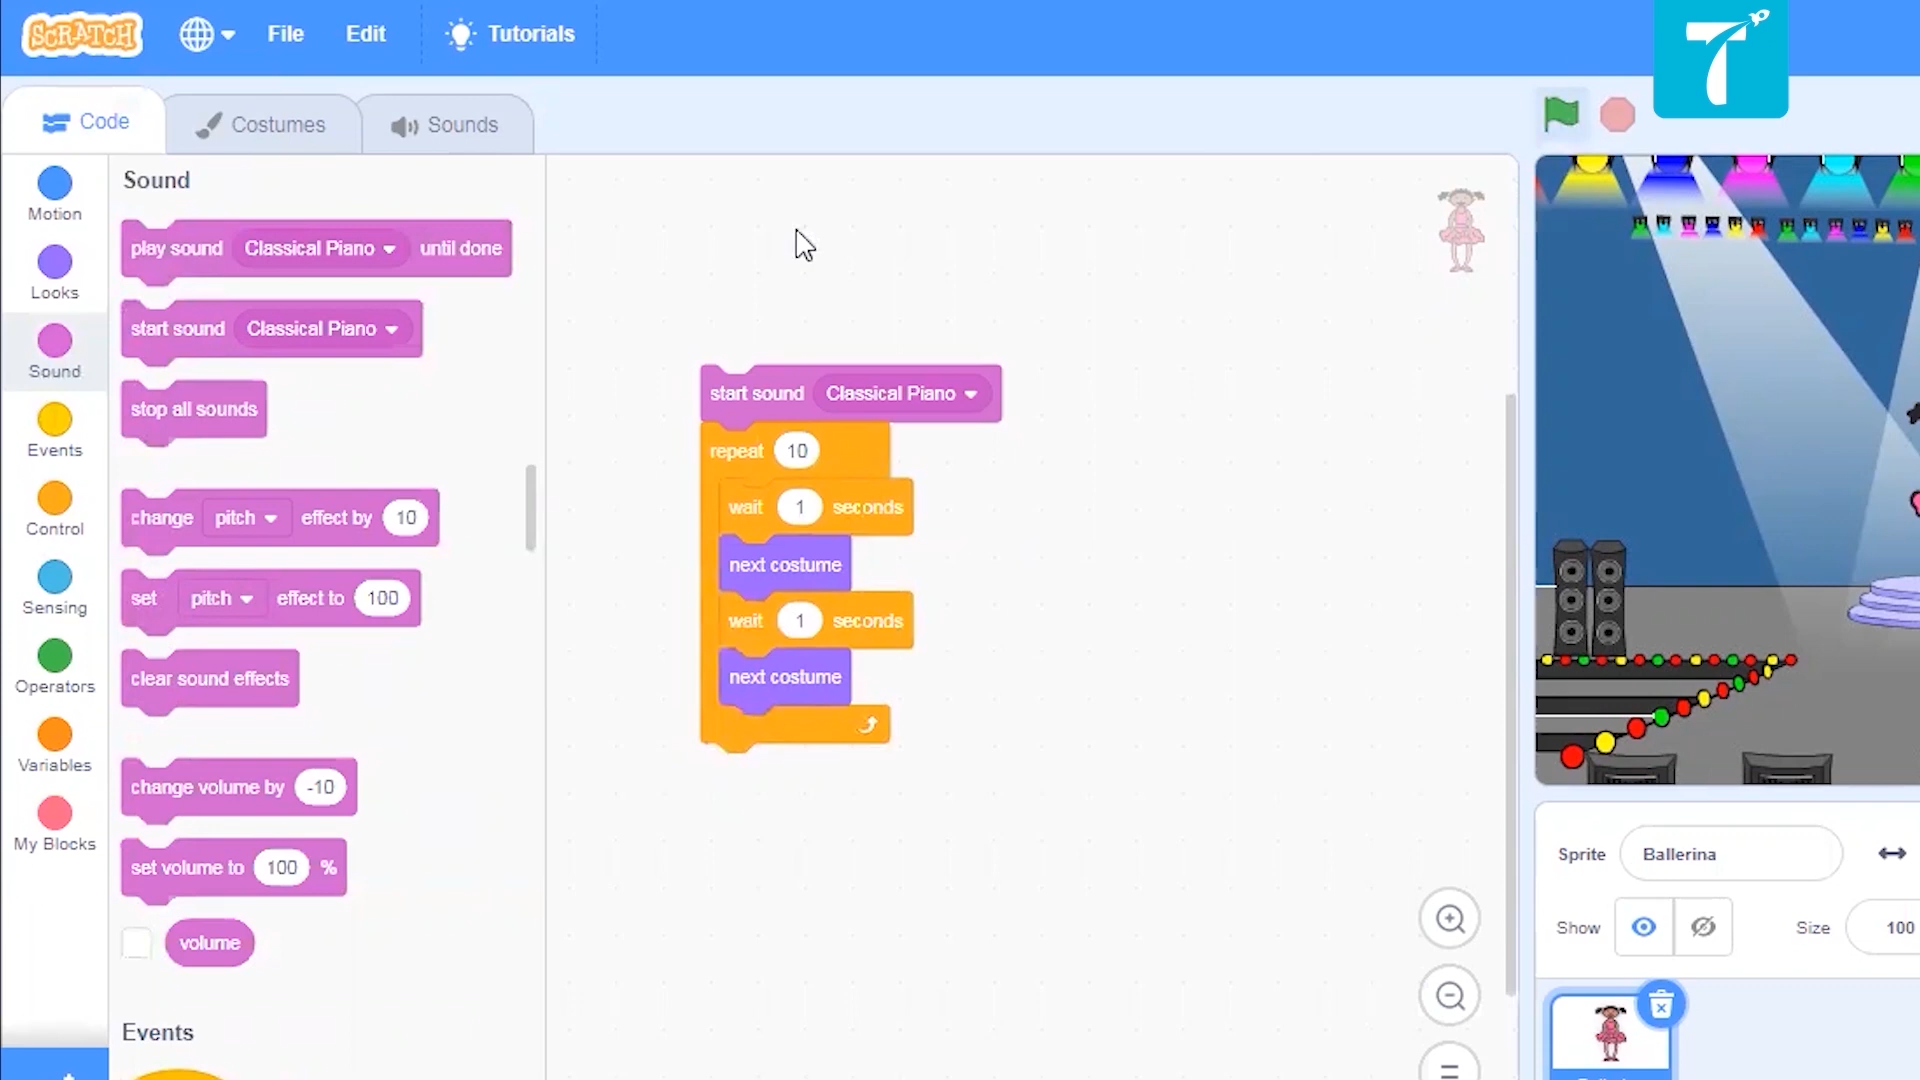 SCRATCH
File
Edit
Tutorials
T
Code
Costumes
Sounds
Motion
Looks
Sound
Events
Control
Sensing
Operators
Variables
My Blocks
Sound
play sound Classical Piano until done
start sound Classical Piano
stop all sounds
change pitch effect by 10
set pitch effect to 100
clear sound effects
change volume by -10
set volume to 100 %
volume
Events
start sound Classical Piano
repeat 10
wait 1 seconds
next costume
wait 1 seconds
next costume
Sprite Ballerina
Show
Size 100